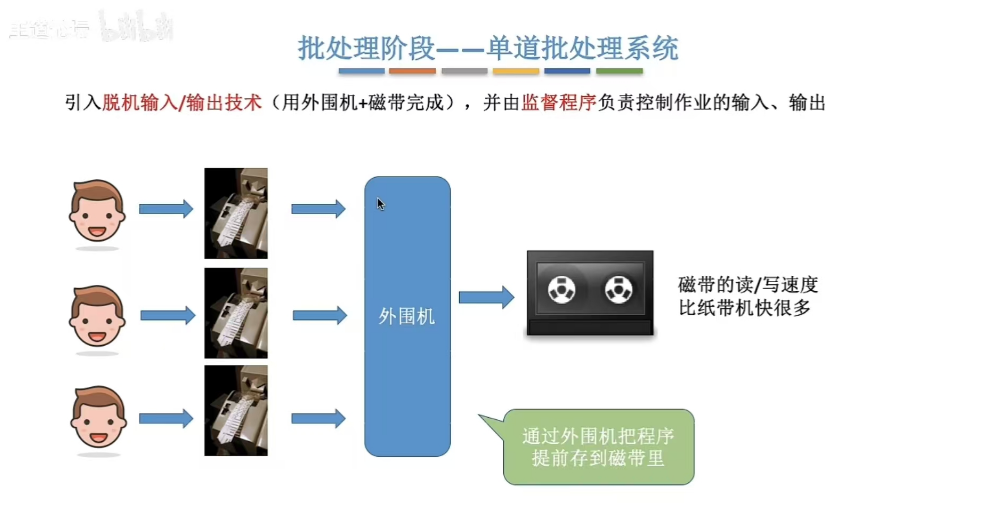 bilibili
批处理阶段——单道批处理系统
引入脱机输入/输出技术（用外围机+磁带完成），并由监督程序负责控制作业的输入、输出
外围机
磁带的读/写速度
比纸带机快很多
通过外围机把程序
提前存到磁带里